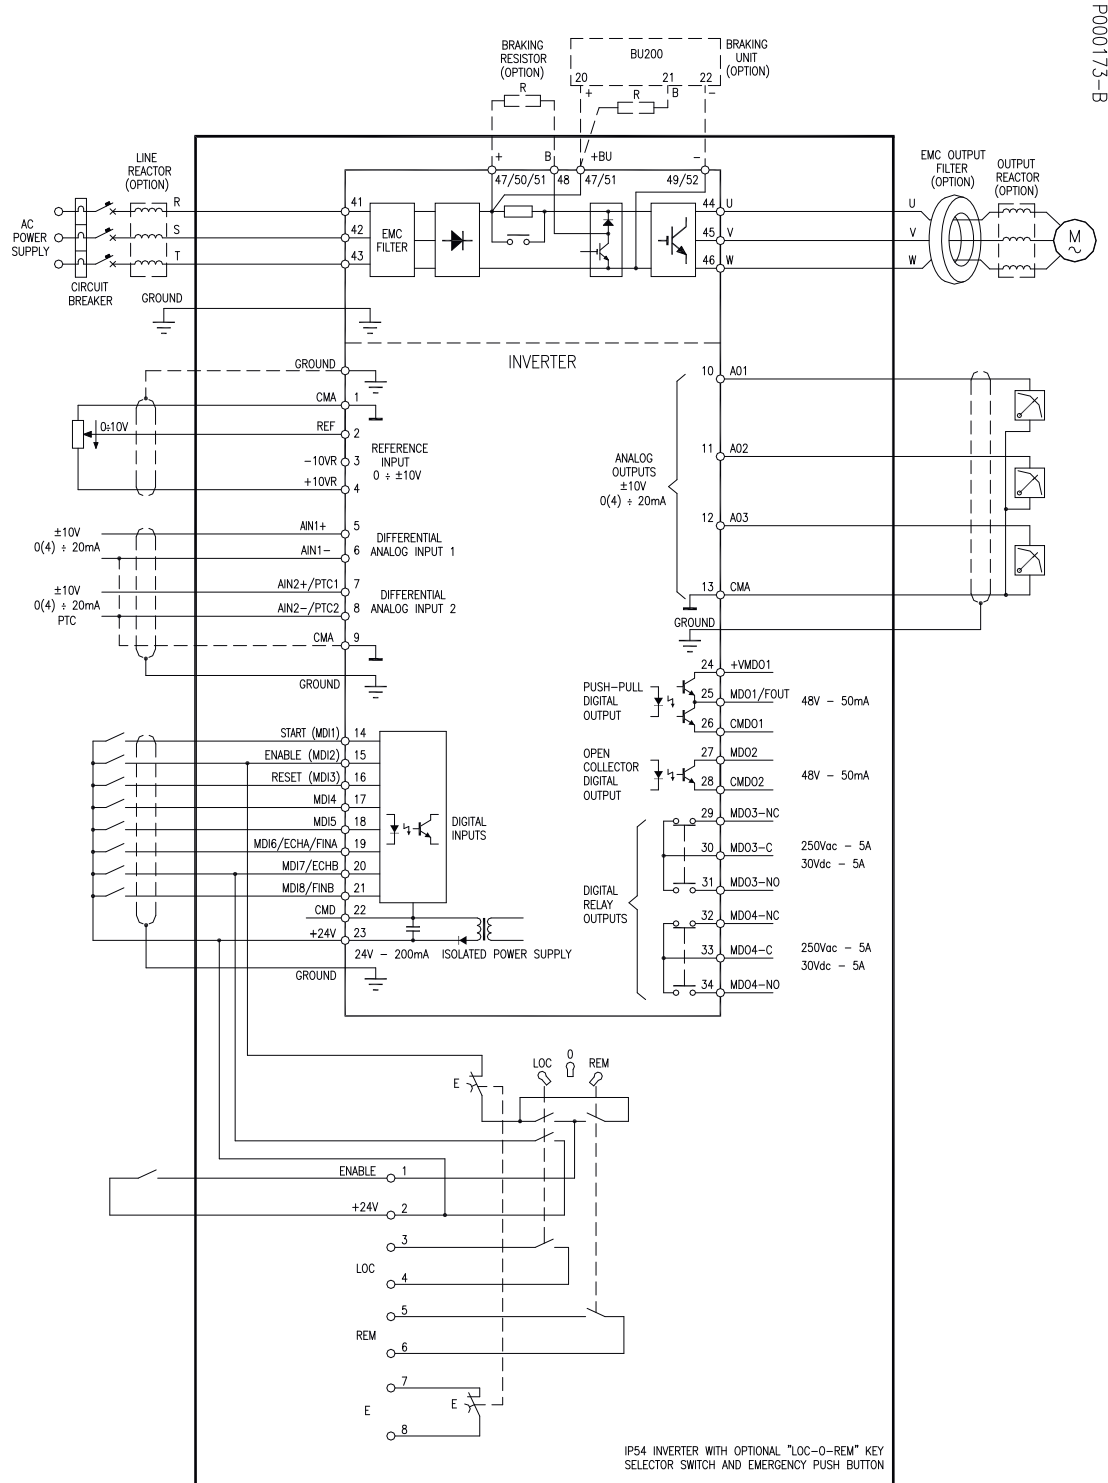 P000173-B
BRAKING
RESISTOR
(OPTION)
R
BU200
20
21
22
+
R
B
-
BRAKING
UNIT
(OPTION)
LINE
REACTOR
(OPTION)
R
S
T
AC
POWER
SUPPLY
CIRCUIT
BREAKER
GROUND
+
B
+BU
-
47/50/51
48
47/51
49/52
41
42
43
EMC
FILTER
44
U
45
V
46
W
U
V
W
EMC OUTPUT
FILTER
(OPTION)
OUTPUT
REACTOR
(OPTION)
M
~
INVERTER
GROUND
CMA
1
REF
2
-10VR
3
+10VR
4
0÷10V
REFERENCE
INPUT
0 ÷ ±10V
±10V
0(4) ÷ 20mA
AIN1+
5
AIN1-
6
DIFFERENTIAL
ANALOG INPUT 1
±10V
0(4) ÷ 20mA
PTC
AIN2+/PTC1
7
AIN2-/PTC2
8
DIFFERENTIAL
ANALOG INPUT 2
CMA
9
GROUND
10
AO1
11
AO2
12
AO3
13
CMA
ANALOG
OUTPUTS
±10V
0(4) ÷ 20mA
GROUND
PUSH-PULL
DIGITAL
OUTPUT
24
+VMDO1
25
MDO1/FOUT
26
CMDO1
48V - 50mA
OPEN
COLLECTOR
DIGITAL
OUTPUT
27
MDO2
28
CMDO2
48V - 50mA
START (MDI1)
14
ENABLE (MDI2)
15
RESET (MDI3)
16
MDI4
17
MDI5
18
MDI6/ECHA/FINA
19
MDI7/ECHB
20
MDI8/FINB
21
CMD
22
+24V
23
DIGITAL
INPUTS
24V - 200mA
ISOLATED POWER SUPPLY
GROUND
DIGITAL
RELAY
OUTPUTS
29
MDO3-NC
30
MDO3-C
31
MDO3-NO
250Vac - 5A
30Vdc - 5A
32
MDO4-NC
33
MDO4-C
34
MDO4-NO
250Vac - 5A
30Vdc - 5A
E
LOC
0
REM
ENABLE
1
+24V
2
3
LOC
4
5
REM
6
7
E
E
8
IP54 INVERTER WITH OPTIONAL "LOC-O-REM" KEY
SELECTOR SWITCH AND EMERGENCY PUSH BUTTON